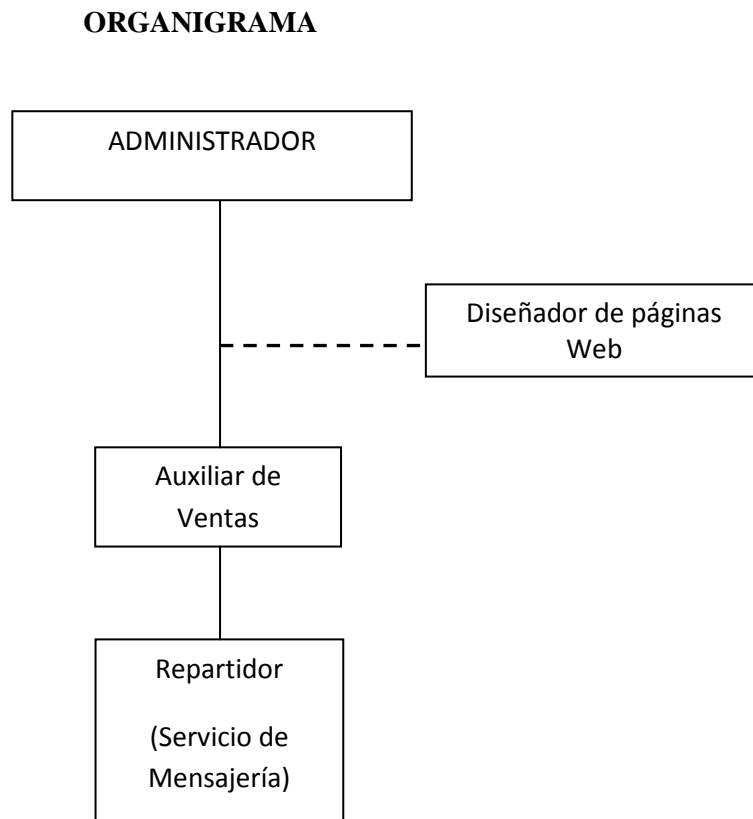 ORGANIGRAMA
ADMINISTRADOR
Diseñador de páginas
Web
Auxiliar de
Ventas
Repartidor
(Servicio de
Mensajería)